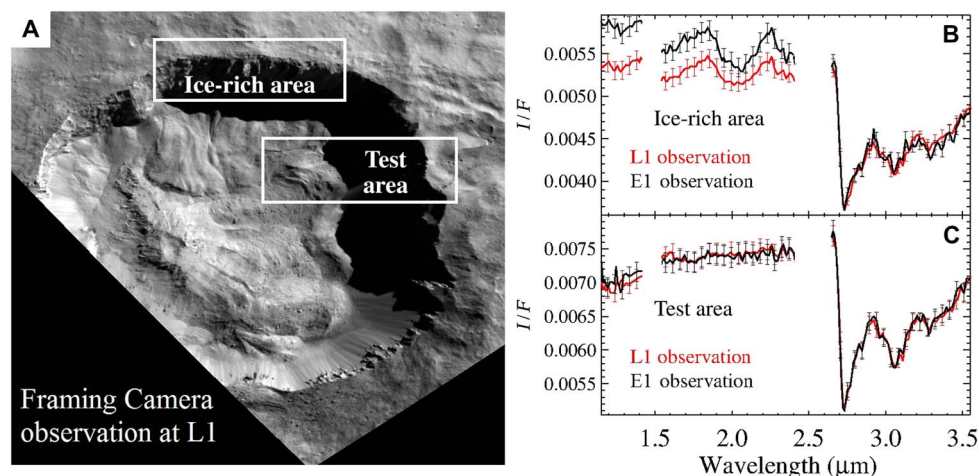 A
Ice-rich area
Test
area
Framing Camera
observation at L1
B
0.0055
0.0050
0.0045
0.0040
I/F
Ice-rich area
L1 observation
E1 observation
C
0.0075
0.0070
0.0065
0.0060
0.0055
I/F
Test area
L1 observation
E1 observation
1.5 2.0 2.5 3.0 3.5
Wavelength (μm)